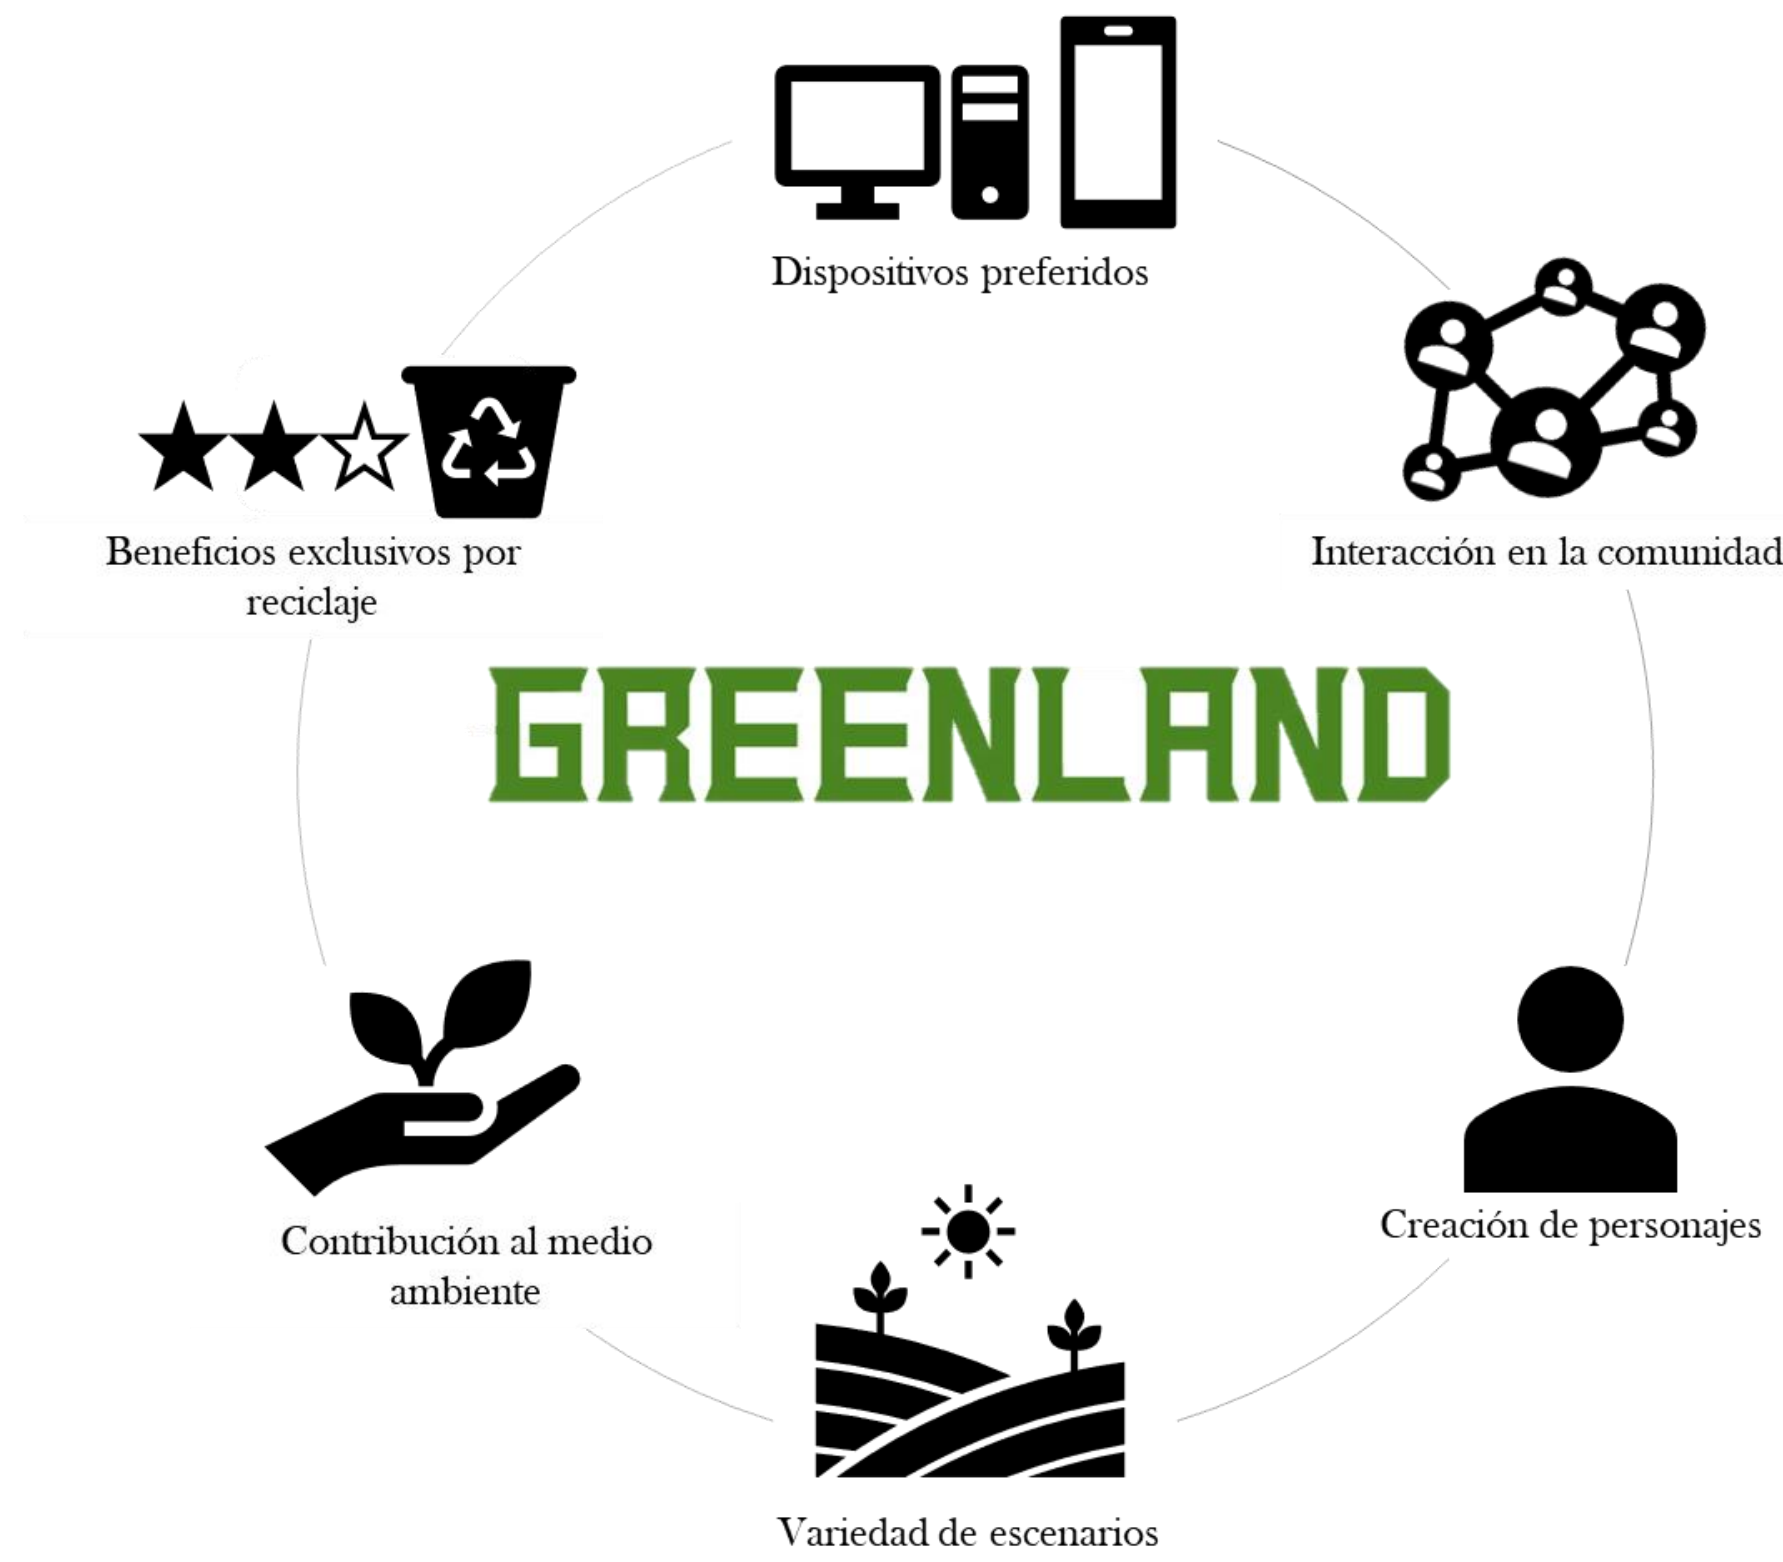 Dispositivos preferidos
Beneficios exclusivos por
reciclaje
Interacción en la comunidad
GREENLAND
Contribución al medio
ambiente
Creación de personajes
Variedad de escenarios